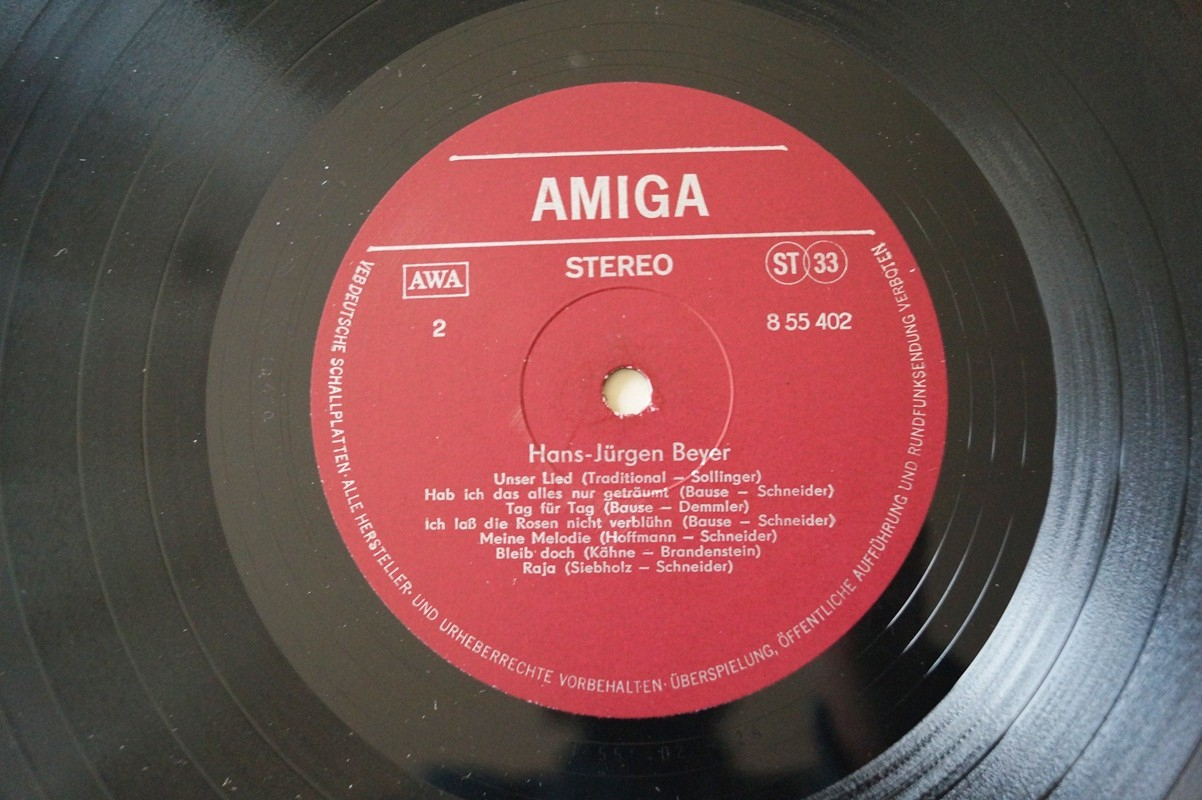 AMIGA
AWA
STEREO
ST 33
2
8 55 402
Hans-Jürgen Beyer
Unser Lied (Traditional — Sollinger)
Hab ich das alles nur geträumt (Bause — Schneider)
Tag für Tag (Bause — Demmler)
Ich laß die Rosen nicht verblühn (Bause — Schneider)
Meine Melodie (Hoffmann — Schneider)
Bleib doch (Kähne — Brandenstein)
Raja (Siebholz — Schneider)
VEB DEUTSCHE SCHALLPLATTEN · ALLE HERSTELLER- UND URHEBERRECHTE VORBEHALTEN · ÜBERSPIELUNG, ÖFFENTLICHE AUFFÜHRUNG UND RUNDFUNKSENDUNG VERBOTEN